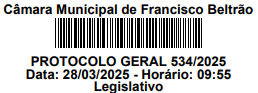 Câmara Municipal de Francisco Beltrão
PROTOCOLO GERAL 534/2025
Data: 28/03/2025 - Horário: 09:55
Legislativo